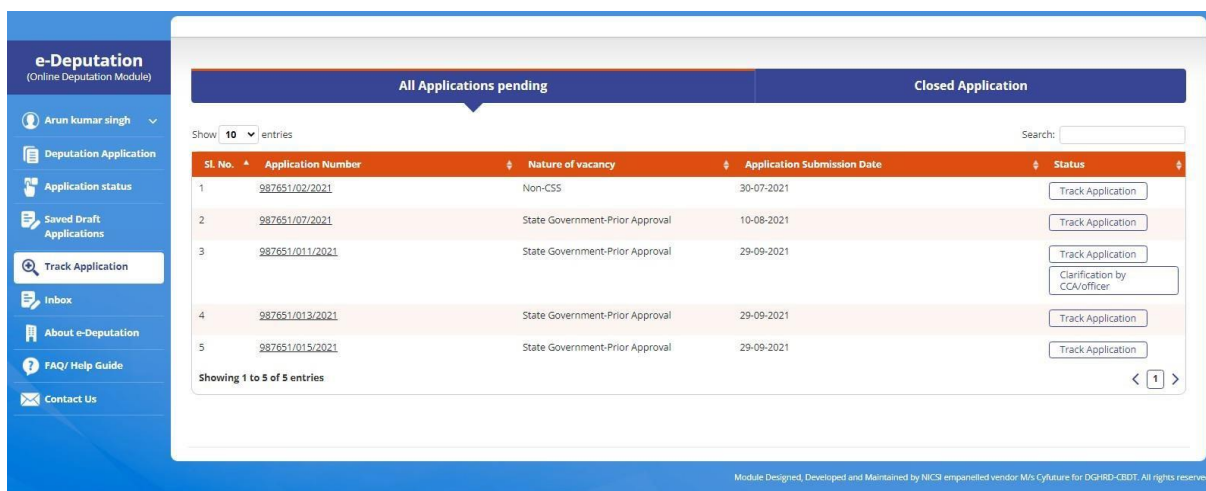 e-Deputation
(Online Deputation Module)
Arun kumar singh
Deputation Application
Application status
Saved Draft
Applications
Track Application
Inbox
About e-Deputation
FAQ/ Help Guide
Contact Us
All Applications pending Closed Application
Show 10 entries Search:
Sl. No. Application Number Nature of vacancy Application Submission Date Status
1 987651/02/2021 Non-CSS 30-07-2021 Track Application
2 987651/07/2021 State Government-Prior Approval 10-08-2021 Track Application
3 987651/011/2021 State Government-Prior Approval 29-09-2021 Track Application
Clarification by
CCA/officer
4 987651/013/2021 State Government-Prior Approval 29-09-2021 Track Application
5 987651/015/2021 State Government-Prior Approval 29-09-2021 Track Application
Showing 1 to 5 of 5 entries < 1 >
Module Designed, Developed and Maintained by NICSI empanelled vendor M/s Cyfuture for DGHRD-CBDT. All rights reserve